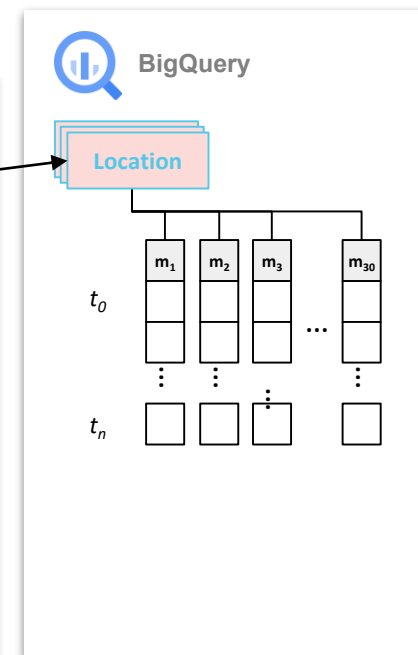 BigQuery
Location
m₁ m₂ m₃ m₃₀
t₀
...
tₙ